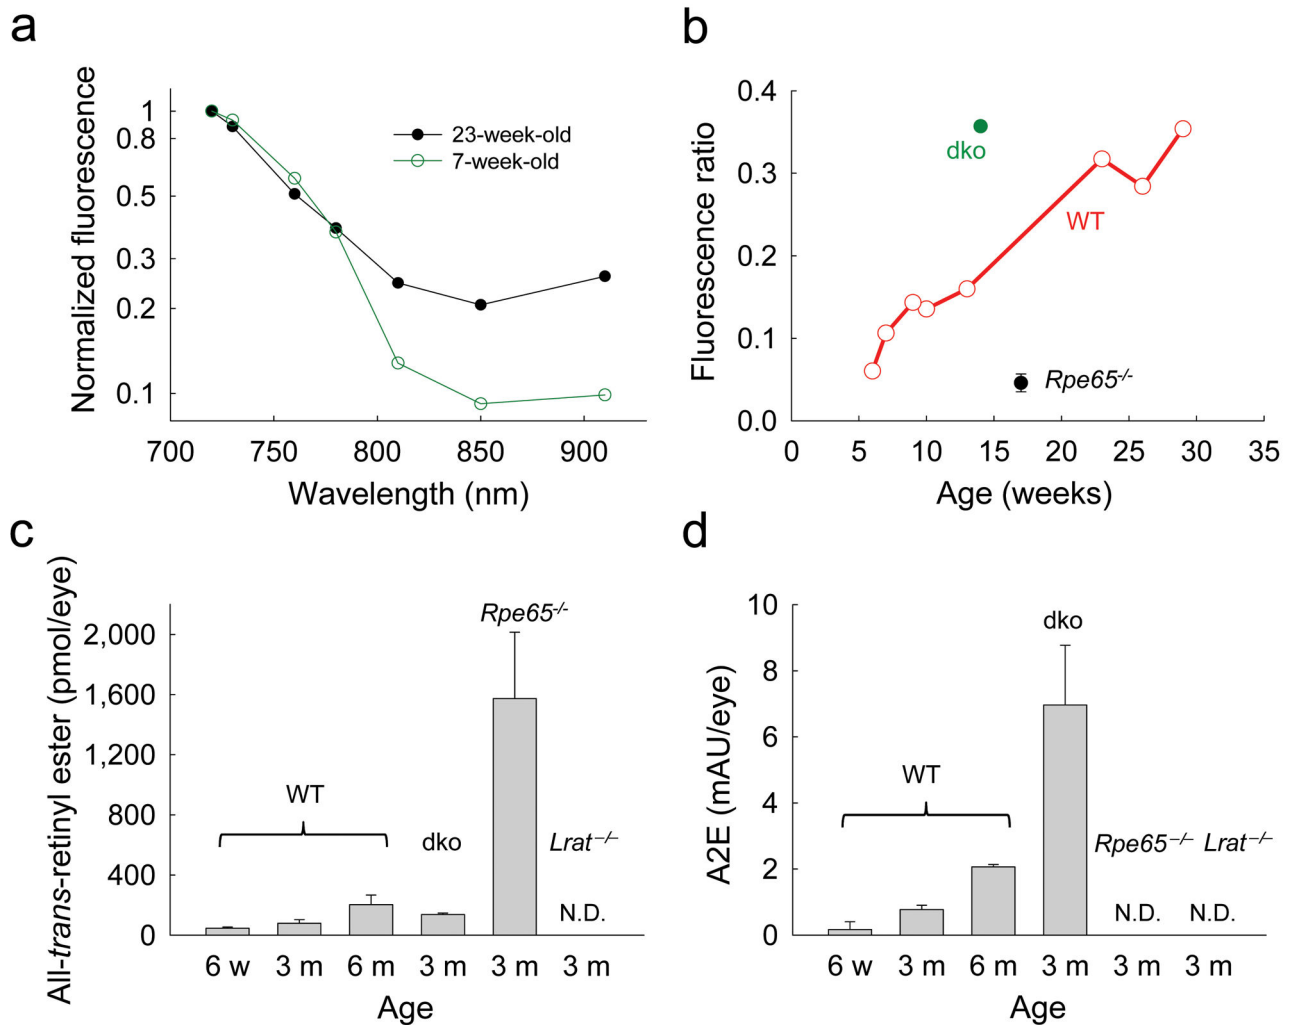 a
Normalized fluorescence
1
0.8
0.5
0.3
0.2
0.1
23-week-old
7-week-old
700 750 800 850 900
Wavelength (nm)
b
Fluorescence ratio
0.4
0.3
0.2
0.1
0.0
dko
WT
Rpe65-/-
0 5 10 15 20 25 30 35
Age (weeks)
c
All-trans-retinyl ester (pmol/eye)
2,000
1,600
1,200
800
400
0
WT
dko
Rpe65-/-
Lrat−/−
N.D.
6 w 3 m 6 m 3 m 3 m 3 m
Age
d
A2E (mAU/eye)
10
8
6
4
2
0
WT
dko
Rpe65−/− Lrat−/−
N.D. N.D.
6 w 3 m 6 m 3 m 3 m 3 m
Age